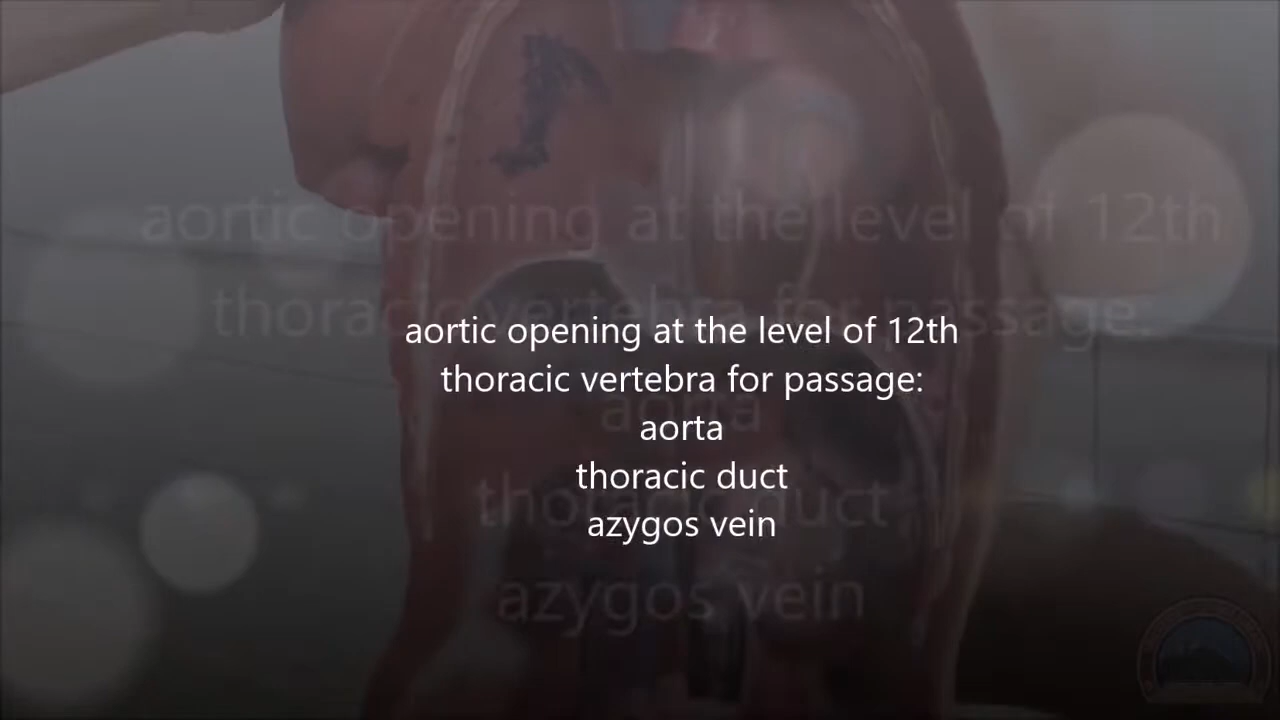 aortic opening at the level of 12th
thoracic vertebra for passage:
aorta
thoracic duct
azygos vein